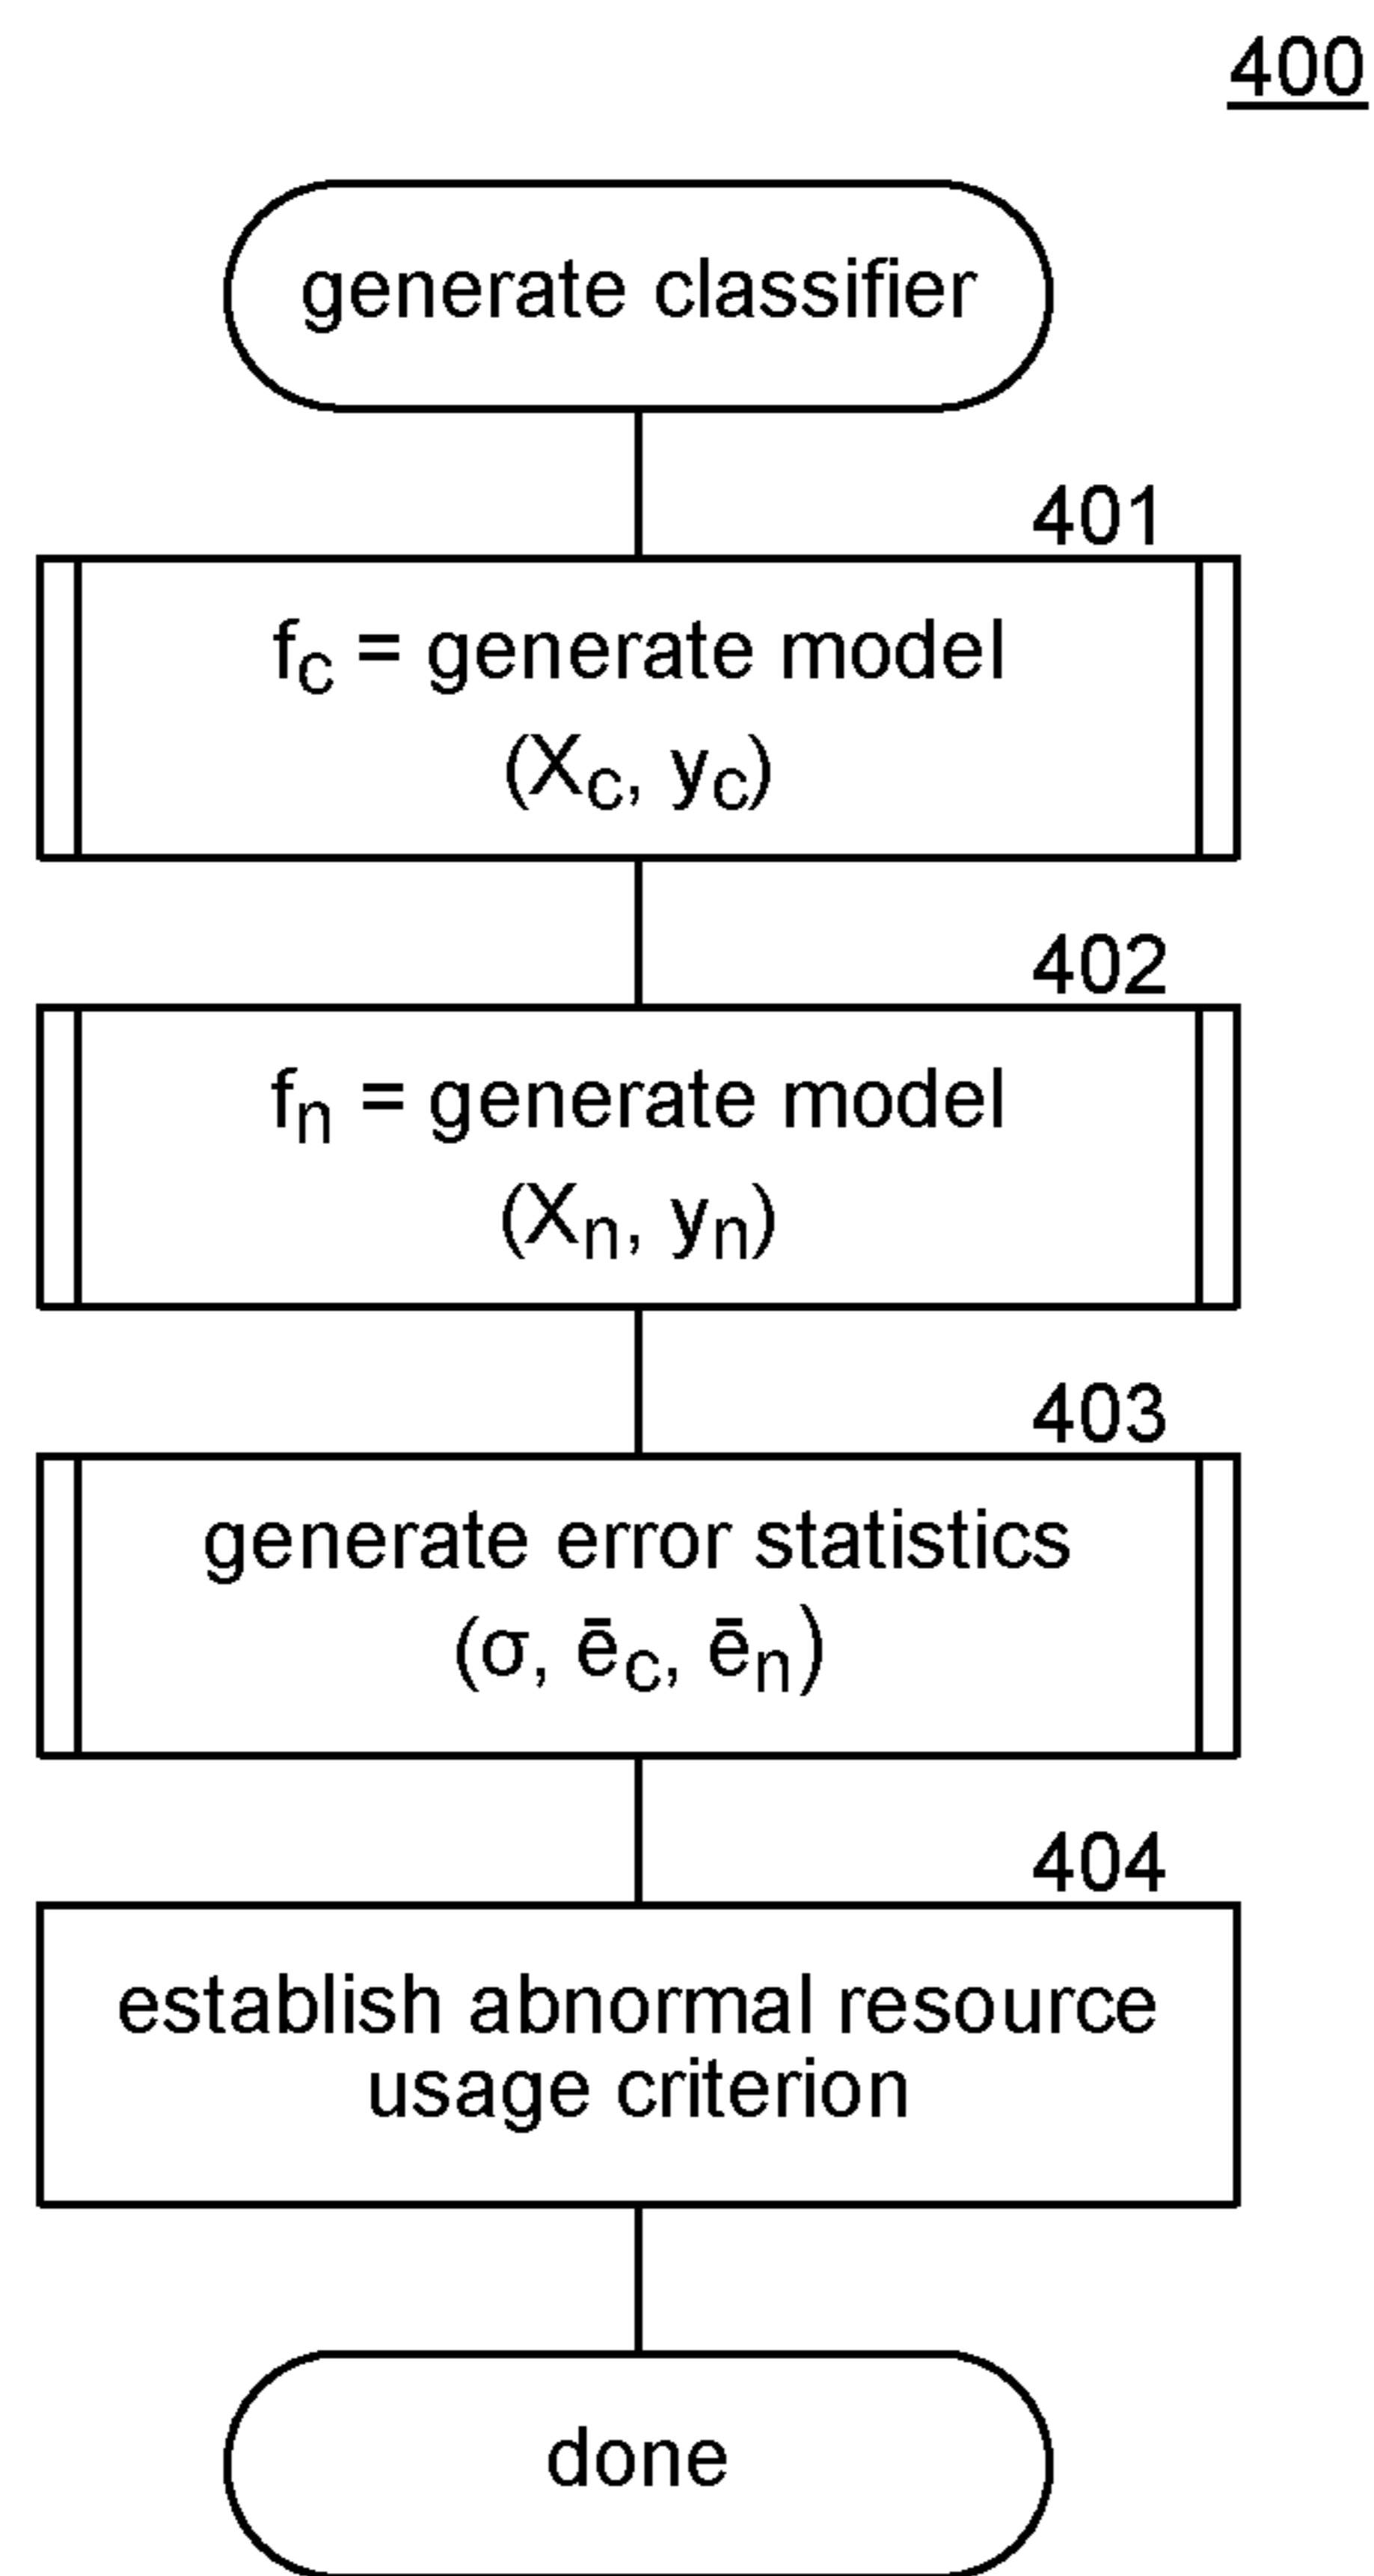 400
generate classifier
401
f_c = generate model
(X_c, y_c)
402
f_n = generate model
(X_n, y_n)
403
generate error statistics
(σ, ē_c, ē_n)
404
establish abnormal resource
usage criterion
done